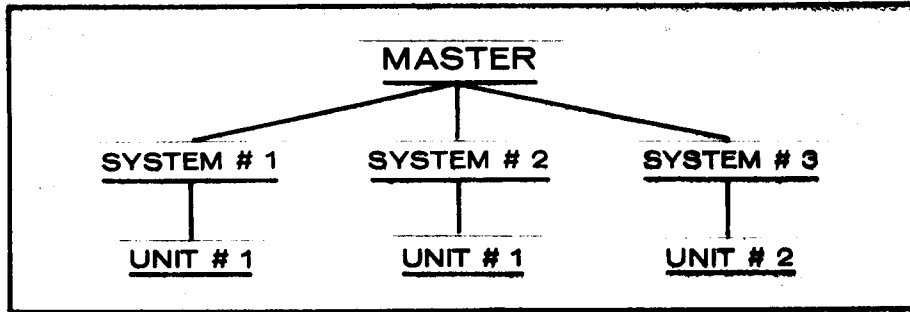 MASTER
SYSTEM # 1 SYSTEM # 2 SYSTEM # 3
UNIT # 1 UNIT # 1 UNIT # 2